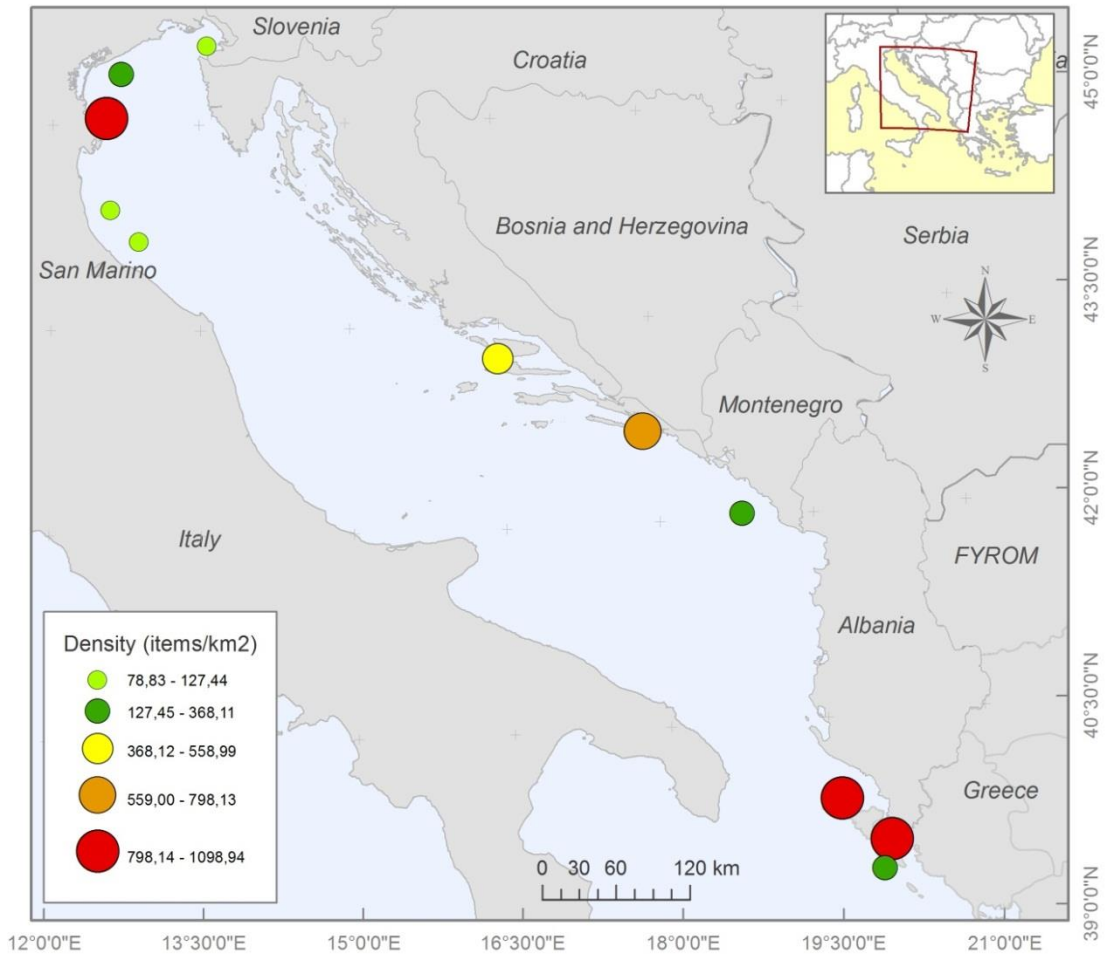 Slovenia
Croatia
a
Bosnia and Herzegovina
Serbia
San Marino
N
W
E
S
Montenegro
Italy
FYROM
Albania
Greece
Density (items/km2)
78,83 - 127,44
127,45 - 368,11
368,12 - 558,99
559,00 - 798,13
798,14 - 1098,94
0 30 60 120 km
45°0'0"N
43°30'0"N
42°0'0"N
40°30'0"N
39°0'0"N
12°0'0"E 13°30'0"E 15°0'0"E 16°30'0"E 18°0'0"E 19°30'0"E 21°0'0"E